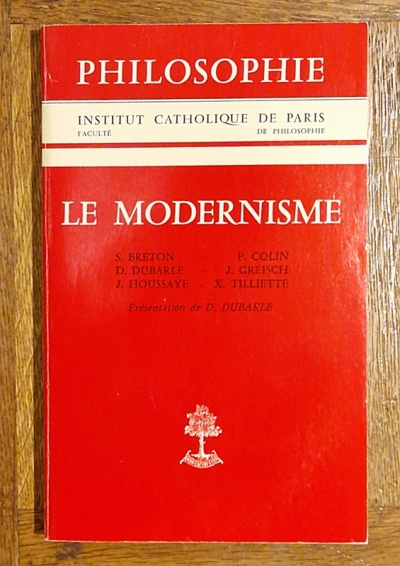 PHILOSOPHIE
INSTITUT CATHOLIQUE DE PARIS
FACULTÉ DE PHILOSOPHIE
LE MODERNISME
S. BRETON - P. COLIN
D. DUBARLE - J. GREISCH
J. HOUSSAYE - X. TILLIETTE
Présentation de D. DUBARLE